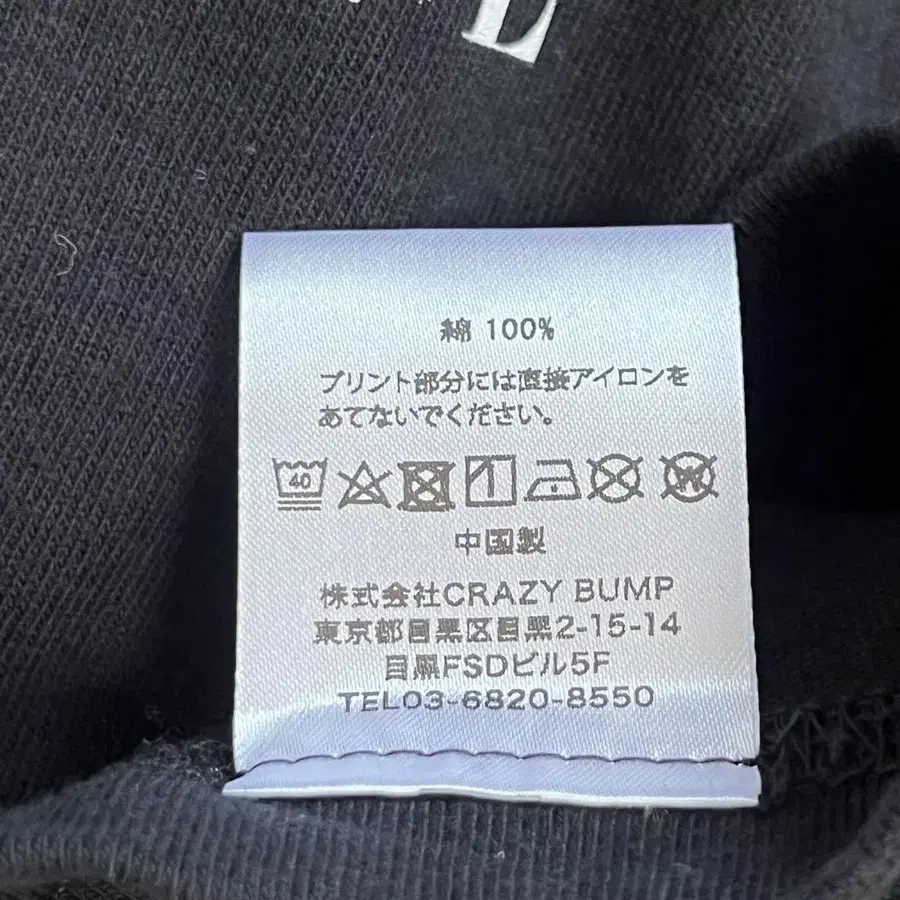 E
綿 100%
プリント部分には直接アイロンを
あてないでください。
40
W
中国製
株式会社CRAZY BUMP
東京都目黒区目黒2-15-14
目黒FSDビル5F
TEL03-6820-8550